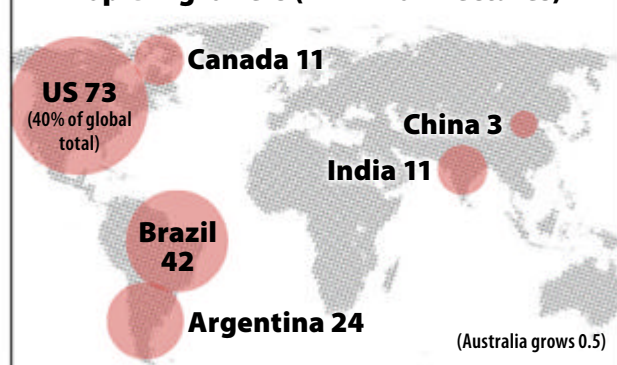 Canada 11
US 73
(40% of global
total)
China 3
India 11
Brazil
42
Argentina 24
(Australia grows 0.5)